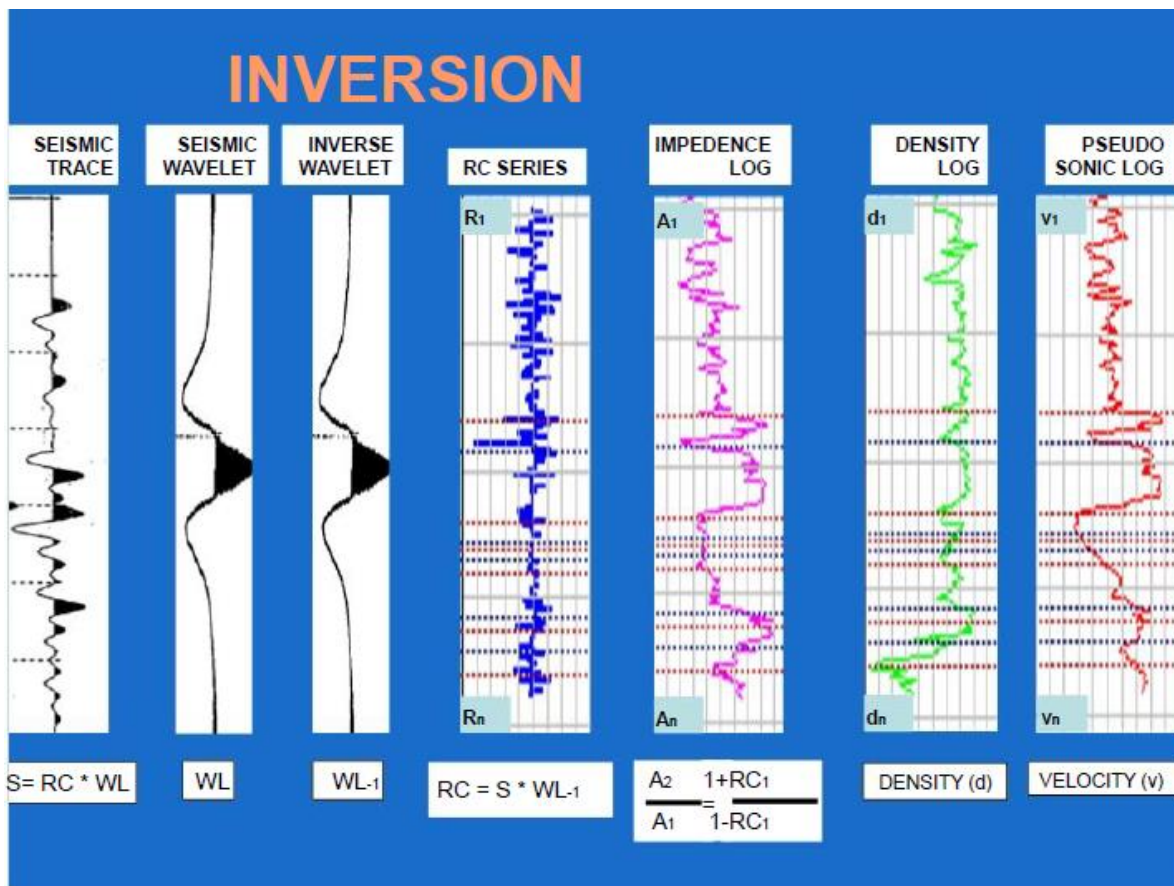 INVERSION
SEISMIC
TRACE
SEISMIC
WAVELET
INVERSE
WAVELET
RC SERIES
IMPEDENCE
LOG
DENSITY
LOG
PSEUDO
SONIC LOG
R1
A1
d1
v1
Rn
An
dn
vn
S= RC * WL
WL
WL-1
RC = S * WL-1
A2 1+RC1
=
A1 1-RC1
DENSITY (d)
VELOCITY (v)